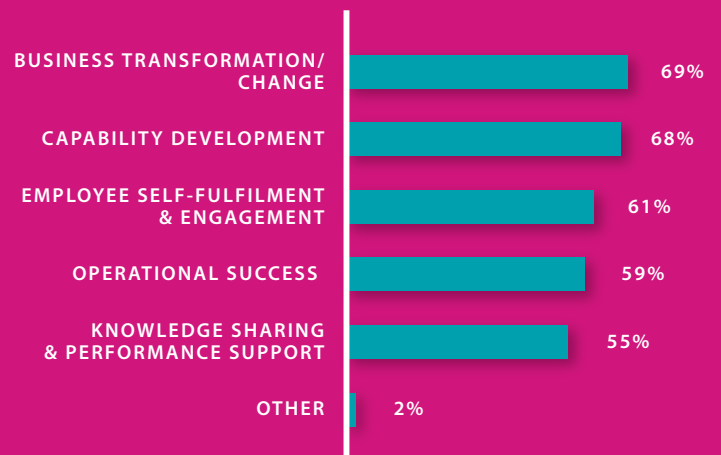 BUSINESS TRANSFORMATION/
CHANGE
69%
CAPABILITY DEVELOPMENT
68%
EMPLOYEE SELF-FULFILMENT
& ENGAGEMENT
61%
OPERATIONAL SUCCESS
59%
KNOWLEDGE SHARING
& PERFORMANCE SUPPORT
55%
OTHER
2%